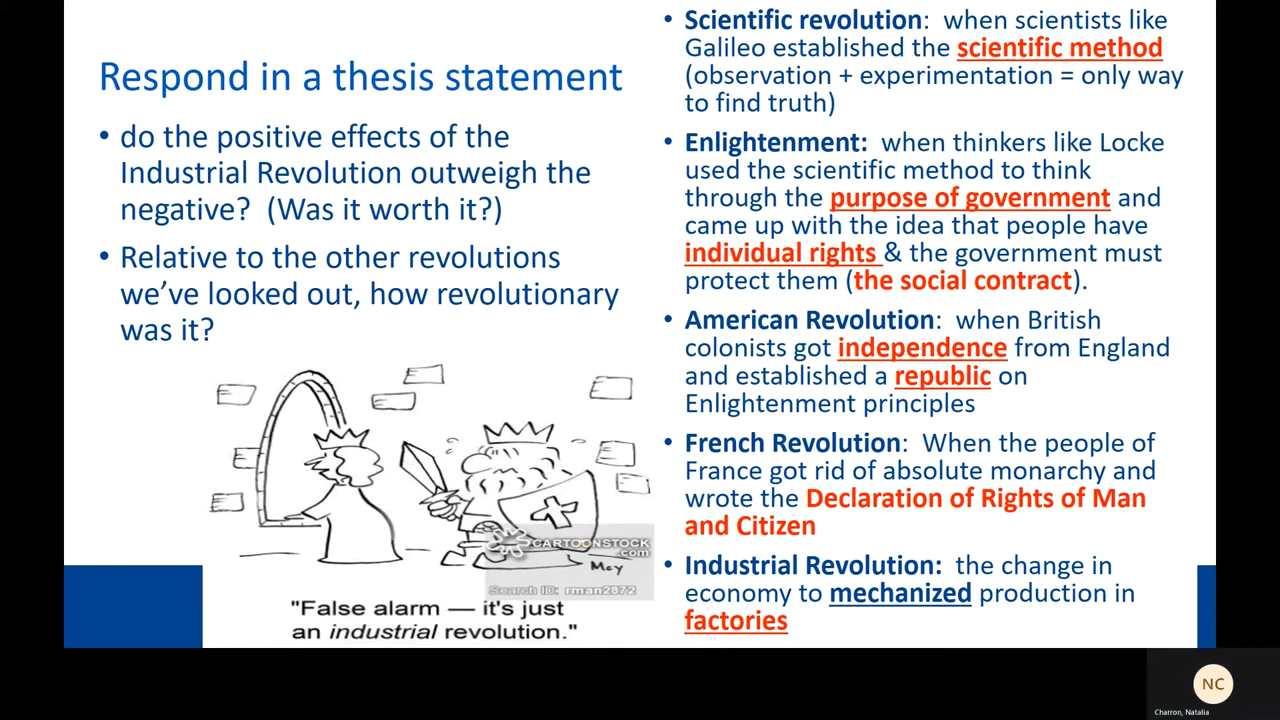 Respond in a thesis statement
• do the positive effects of the
Industrial Revolution outweigh the
negative? (Was it worth it?)
• Relative to the other revolutions
we've looked out, how revolutionary
was it?
CARTOONSTOCK
.com
Mcy
Search ID: rman2872
"False alarm — it's just
an industrial revolution."
• Scientific revolution: when scientists like
Galileo established the scientific method
(observation + experimentation = only way
to find truth)
• Enlightenment: when thinkers like Locke
used the scientific method to think
through the purpose of government and
came up with the idea that people have
individual rights & the government must
protect them (the social contract).
• American Revolution: when British
colonists got independence from England
and established a republic on
Enlightenment principles
• French Revolution: When the people of
France got rid of absolute monarchy and
wrote the Declaration of Rights of Man
and Citizen
• Industrial Revolution: the change in
economy to mechanized production in
factories
NC
Charron, Natalia